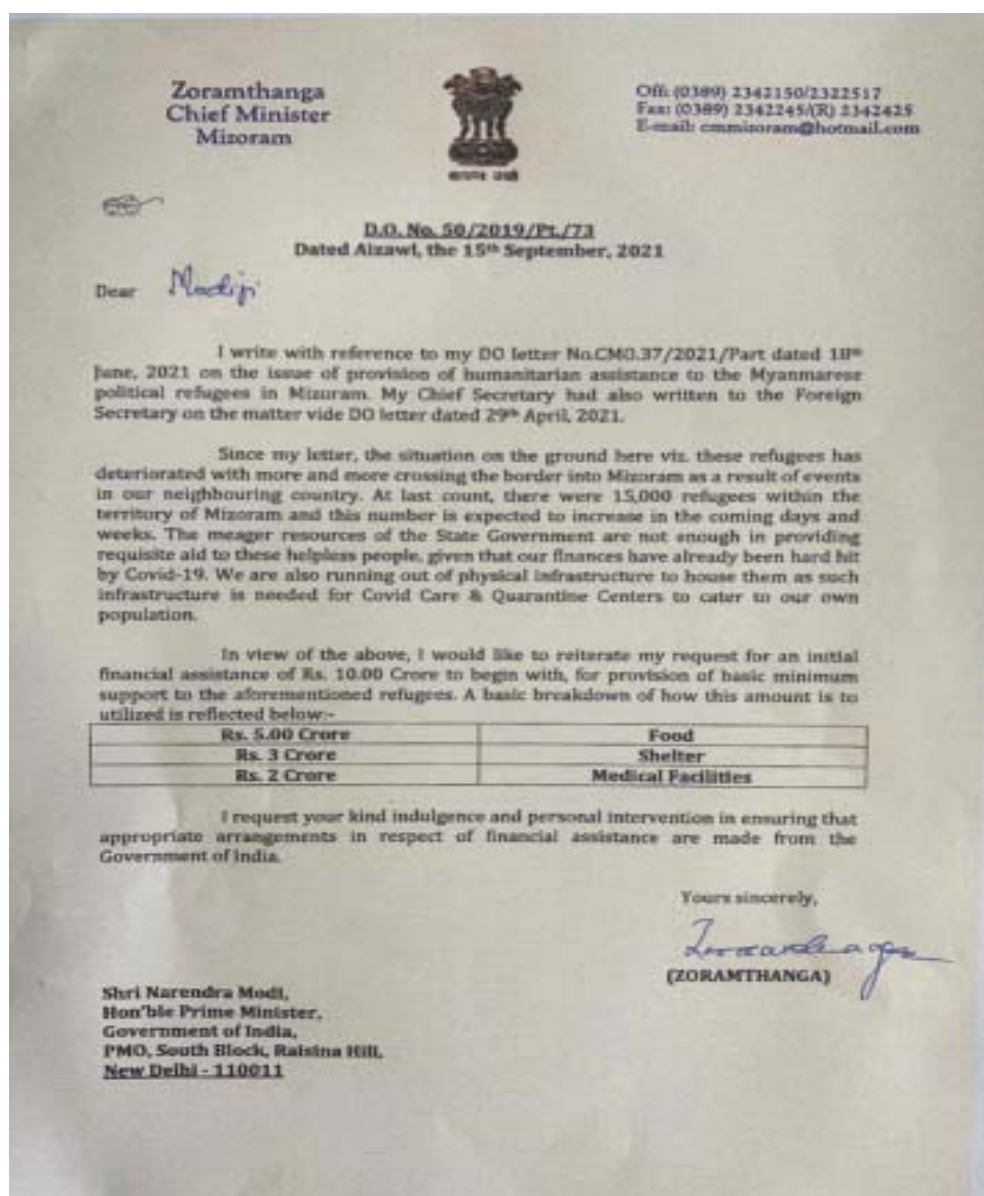 Zoramthanga
Chief Minister
Mizoram
Off: (0389) 2342150/2322517
Fax: (0389) 2342245/(R) 2342425
E-mail: cmmizoram@hotmail.com
सत्यमेव जयते
D.O. No. 50/2019/Pt./73
Dated Aizawl, the 15th September, 2021
Dear Modiji
I write with reference to my DO letter No.CMO.37/2021/Part dated 18th
June, 2021 on the issue of provision of humanitarian assistance to the Myanmarese
political refugees in Mizoram. My Chief Secretary had also written to the Foreign
Secretary on the matter vide DO letter dated 29th April, 2021.
Since my letter, the situation on the ground here viz. these refugees has
deteriorated with more and more crossing the border into Mizoram as a result of events
in our neighbouring country. At last count, there were 15,000 refugees within the
territory of Mizoram and this number is expected to increase in the coming days and
weeks. The meager resources of the State Government are not enough in providing
requisite aid to these helpless people, given that our finances have already been hard hit
by Covid-19. We are also running out of physical infrastructure to house them as such
infrastructure is needed for Covid Care & Quarantine Centers to cater to our own
population.
In view of the above, I would like to reiterate my request for an initial
financial assistance of Rs. 10.00 Crore to begin with, for provision of basic minimum
support to the aforementioned refugees. A basic breakdown of how this amount is to
utilized is reflected below:-
Rs. 5.00 Crore Food
Rs. 3 Crore Shelter
Rs. 2 Crore Medical Facilities
I request your kind indulgence and personal intervention in ensuring that
appropriate arrangements in respect of financial assistance are made from the
Government of India.
Yours sincerely,
Zoramthanga
(ZORAMTHANGA)
Shri Narendra Modi,
Hon'ble Prime Minister,
Government of India,
PMO, South Block, Raisina Hill,
New Delhi - 110011